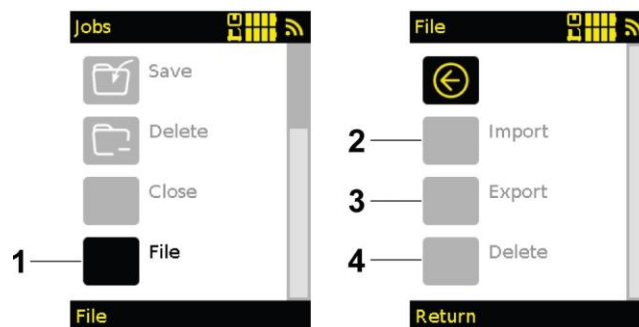 Jobs
Save
Delete
Close
1
File
File
File
2
Import
3
Export
4
Delete
Return